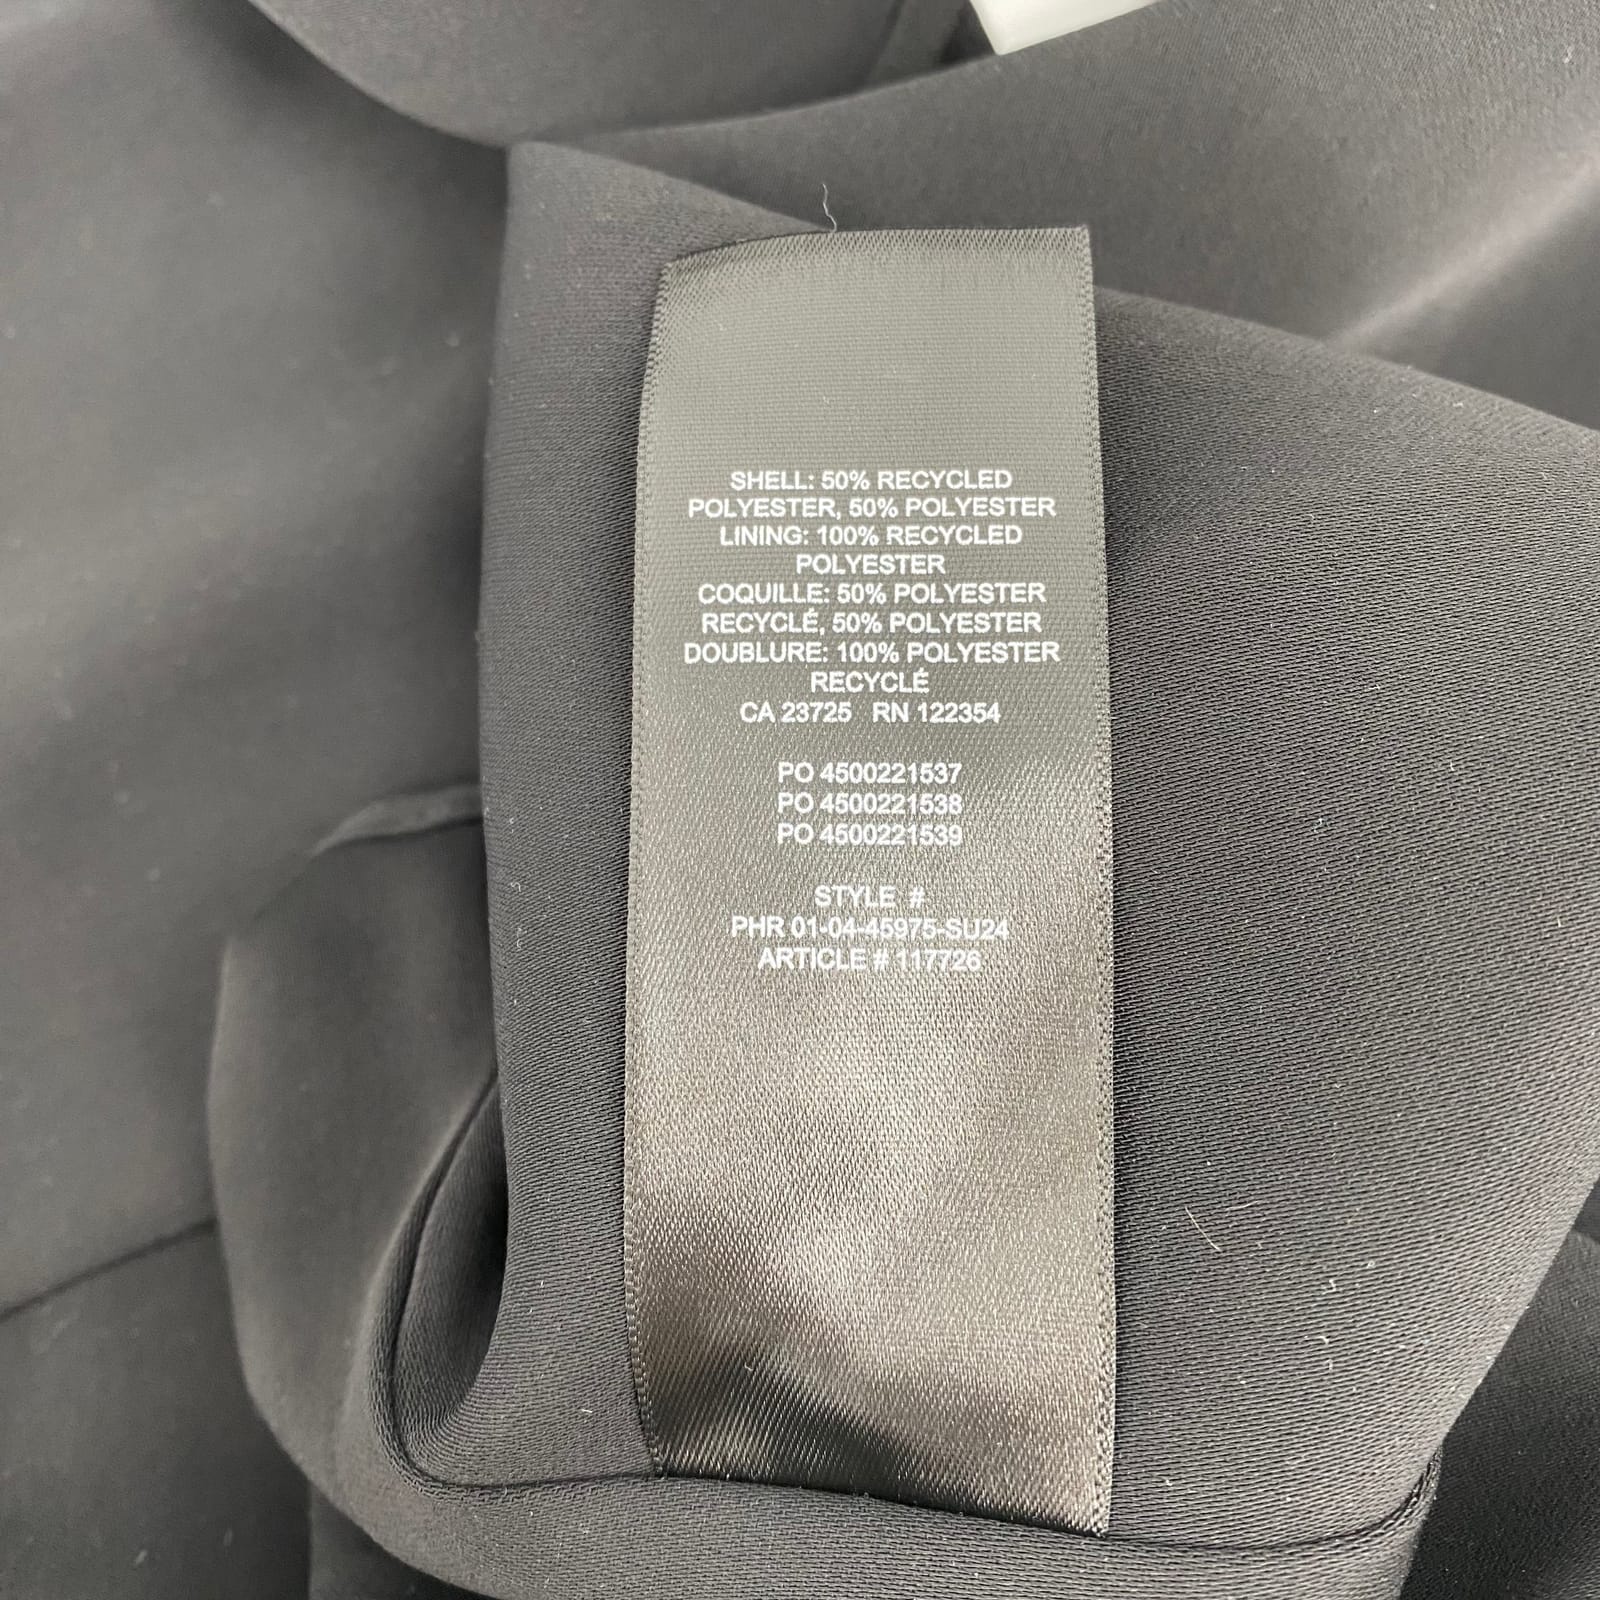 SHELL: 50% RECYCLED
POLYESTER, 50% POLYESTER
LINING: 100% RECYCLED
POLYESTER
COQUILLE: 50% POLYESTER
RECYCLÉ, 50% POLYESTER
DOUBLURE: 100% POLYESTER
RECYCLÉ
CA 23725 RN 122354
PO 4500221537
PO 4500221538
PO 4500221539
STYLE #
PHR 01-04-45975-SU24
ARTICLE # 117726